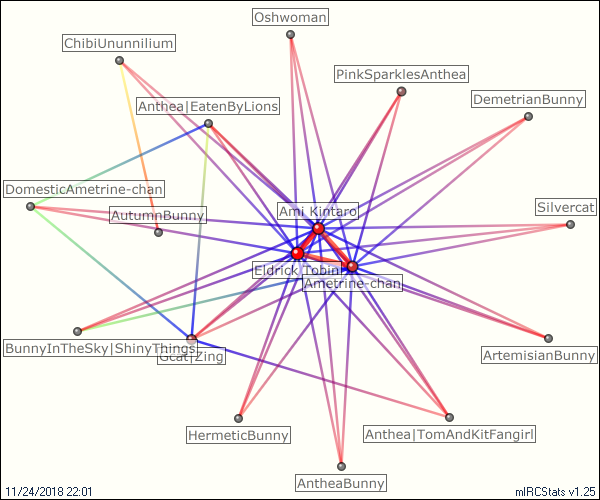 Oshwoman
ChibiUnunnilium
PinkSparklesAnthea
Anthea|EatenByLions
DemetrianBunny
DomesticAmetrine-chan
AutumnBunny
Ami_Kintaro
Silvercat
Eldrick_Tobin
Ametrine-chan
BunnyInTheSky|ShinyThings
Ocat|Zing
ArtemisianBunny
HermeticBunny
Anthea|TomAndKitFangirl
AntheaBunny
11/24/2018 22:01
mIRCStats v1.25